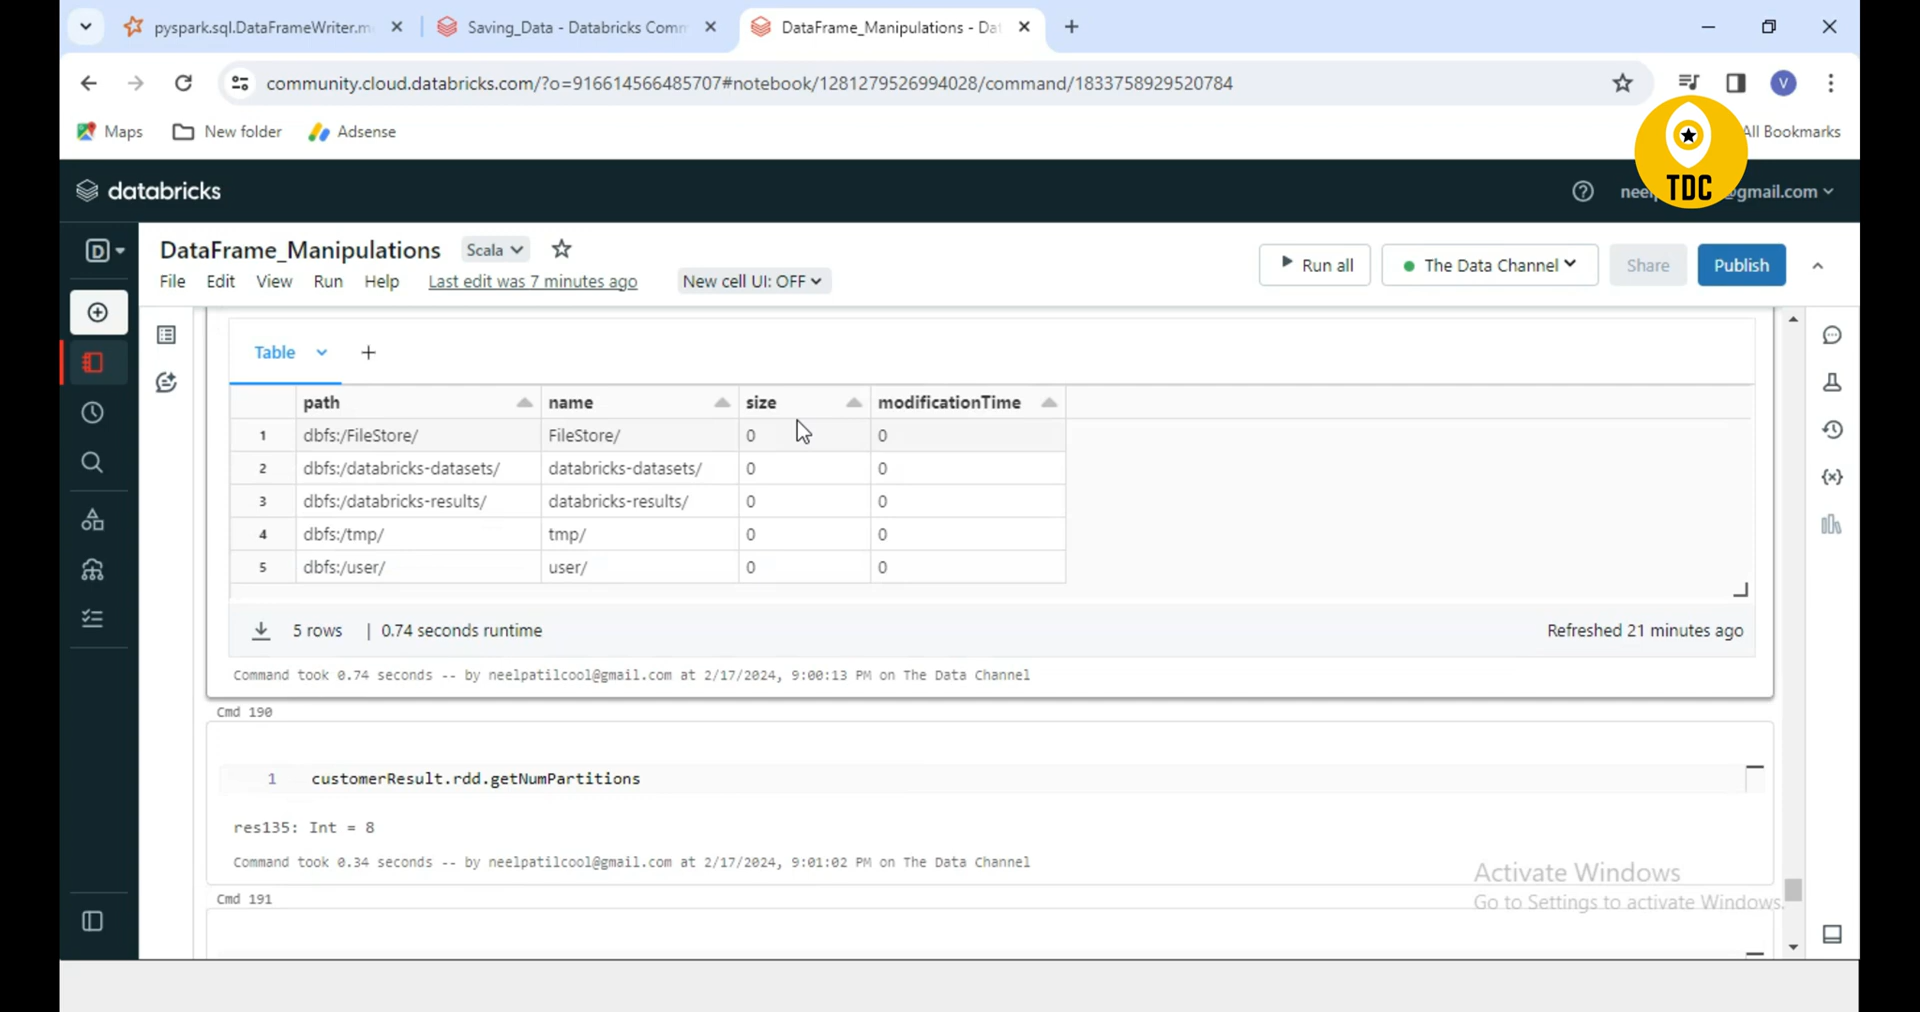 pyspark.sql.DataFrameWriter.m
Saving_Data - Databricks Comm
DataFrame_Manipulations - Dat
community.cloud.databricks.com/?o=916614566485707#notebook/1281279526994028/command/1833758929520784
V
Maps
New folder
Adsense
All Bookmarks
TDC
databricks
nee
@gmail.com
D
DataFrame_Manipulations
Scala
Run all
The Data Channel
Share
Publish
File Edit View Run Help Last edit was 7 minutes ago New cell UI: OFF
Table
path name size modificationTime
1 dbfs:/FileStore/ FileStore/ 0 0
2 dbfs:/databricks-datasets/ databricks-datasets/ 0 0
3 dbfs:/databricks-results/ databricks-results/ 0 0
4 dbfs:/tmp/ tmp/ 0 0
5 dbfs:/user/ user/ 0 0
5 rows | 0.74 seconds runtime
Refreshed 21 minutes ago
Command took 0.74 seconds -- by neelpatilcool@gmail.com at 2/17/2024, 9:00:13 PM on The Data Channel
Cmd 190
1 customerResult.rdd.getNumPartitions
res135: Int = 8
Command took 0.34 seconds -- by neelpatilcool@gmail.com at 2/17/2024, 9:01:02 PM on The Data Channel
Cmd 191
Activate Windows
Go to Settings to activate Windows.